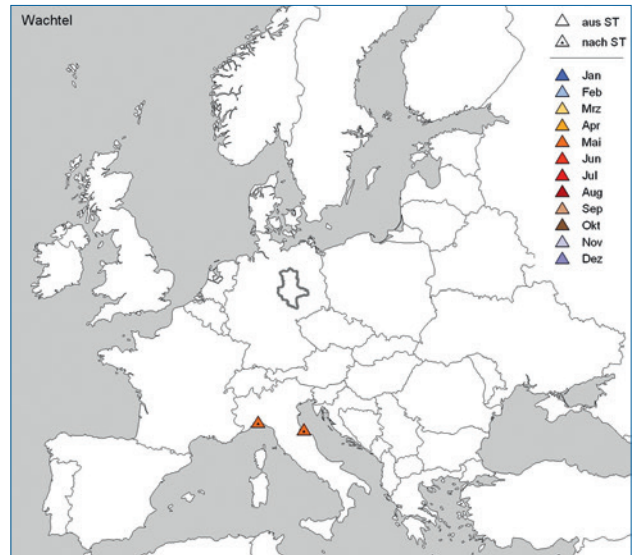 Wachtel
aus ST
nach ST
Jan
Feb
Mrz
Apr
Mai
Jun
Jul
Aug
Sep
Okt
Nov
Dez